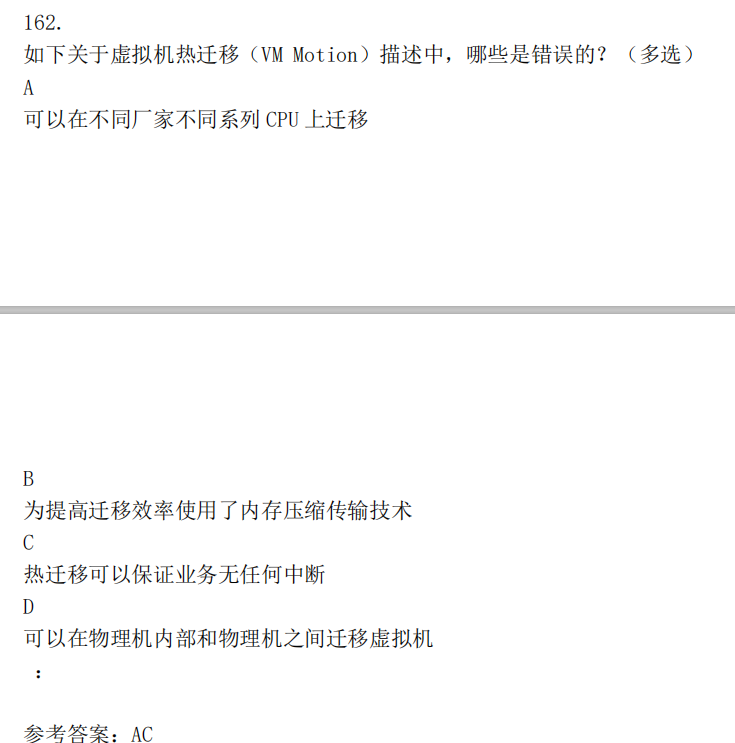 162.
如下关于虚拟机热迁移（VM Motion）描述中，哪些是错误的？（多选）
A
可以在不同厂家不同系列 CPU 上迁移
B
为提高迁移效率使用了内存压缩传输技术
C
热迁移可以保证业务无任何中断
D
可以在物理机内部和物理机之间迁移虚拟机
：
参考答案：AC